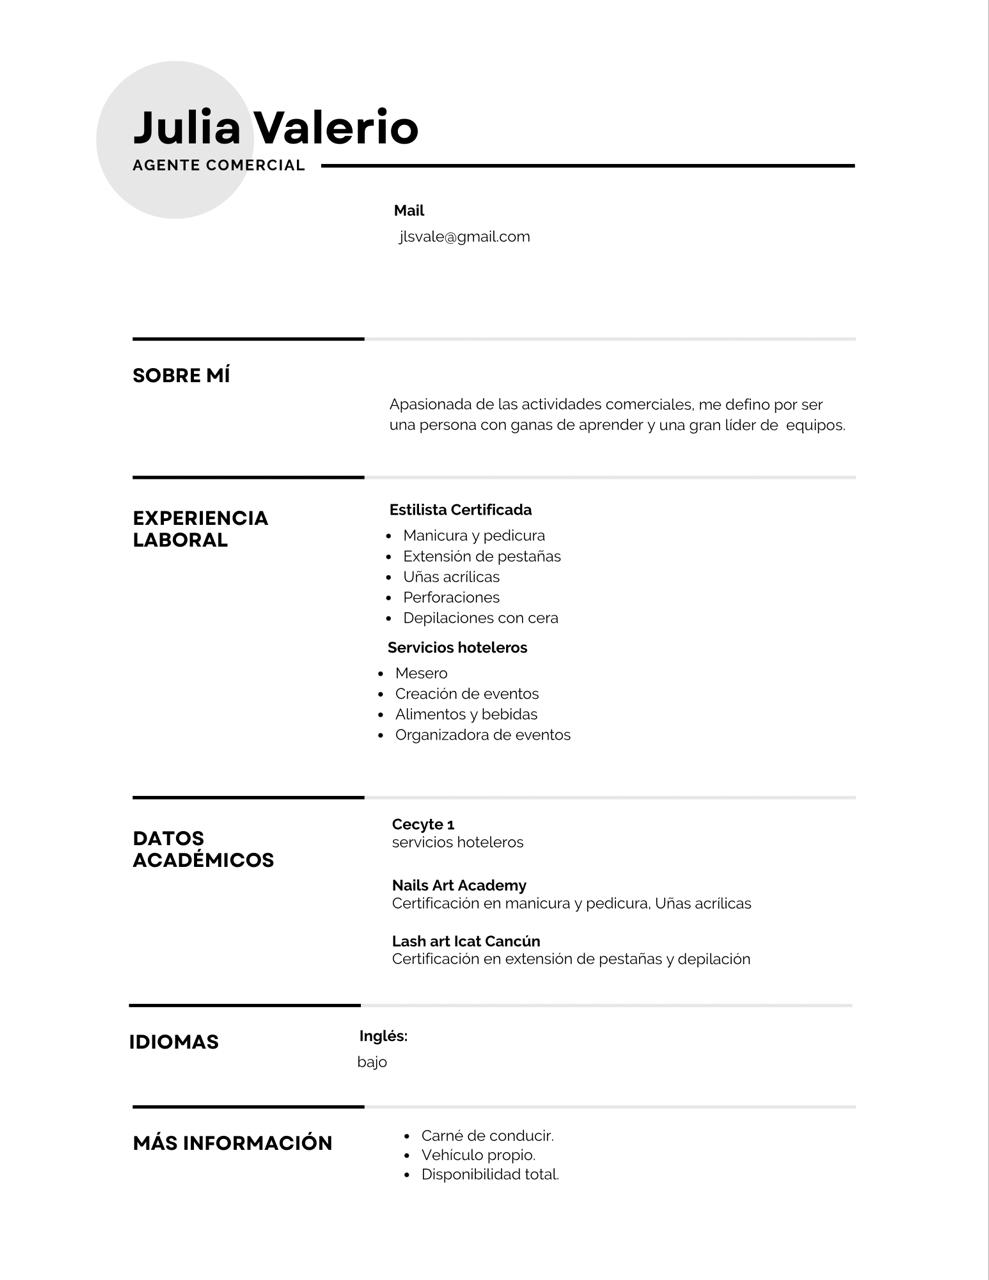 Julia Valerio
AGENTE COMERCIAL
Mail
jlsvale@gmail.com
SOBRE MÍ
Apasionada de las actividades comerciales, me defino por ser
una persona con ganas de aprender y una gran líder de  equipos.
EXPERIENCIA
LABORAL
Estilista Certificada
• Manicura y pedicura
• Extensión de pestañas
• Uñas acrílicas
• Perforaciones
• Depilaciones con cera
Servicios hoteleros
• Mesero
• Creación de eventos
• Alimentos y bebidas
• Organizadora de eventos
DATOS
ACADÉMICOS
Cecyte 1
servicios hoteleros
Nails Art Academy
Certificación en manicura y pedicura, Uñas acrílicas
Lash art Icat Cancún
Certificación en extensión de pestañas y depilación
IDIOMAS
Inglés:
bajo
MÁS INFORMACIÓN
• Carné de conducir.
• Vehículo propio.
• Disponibilidad total.